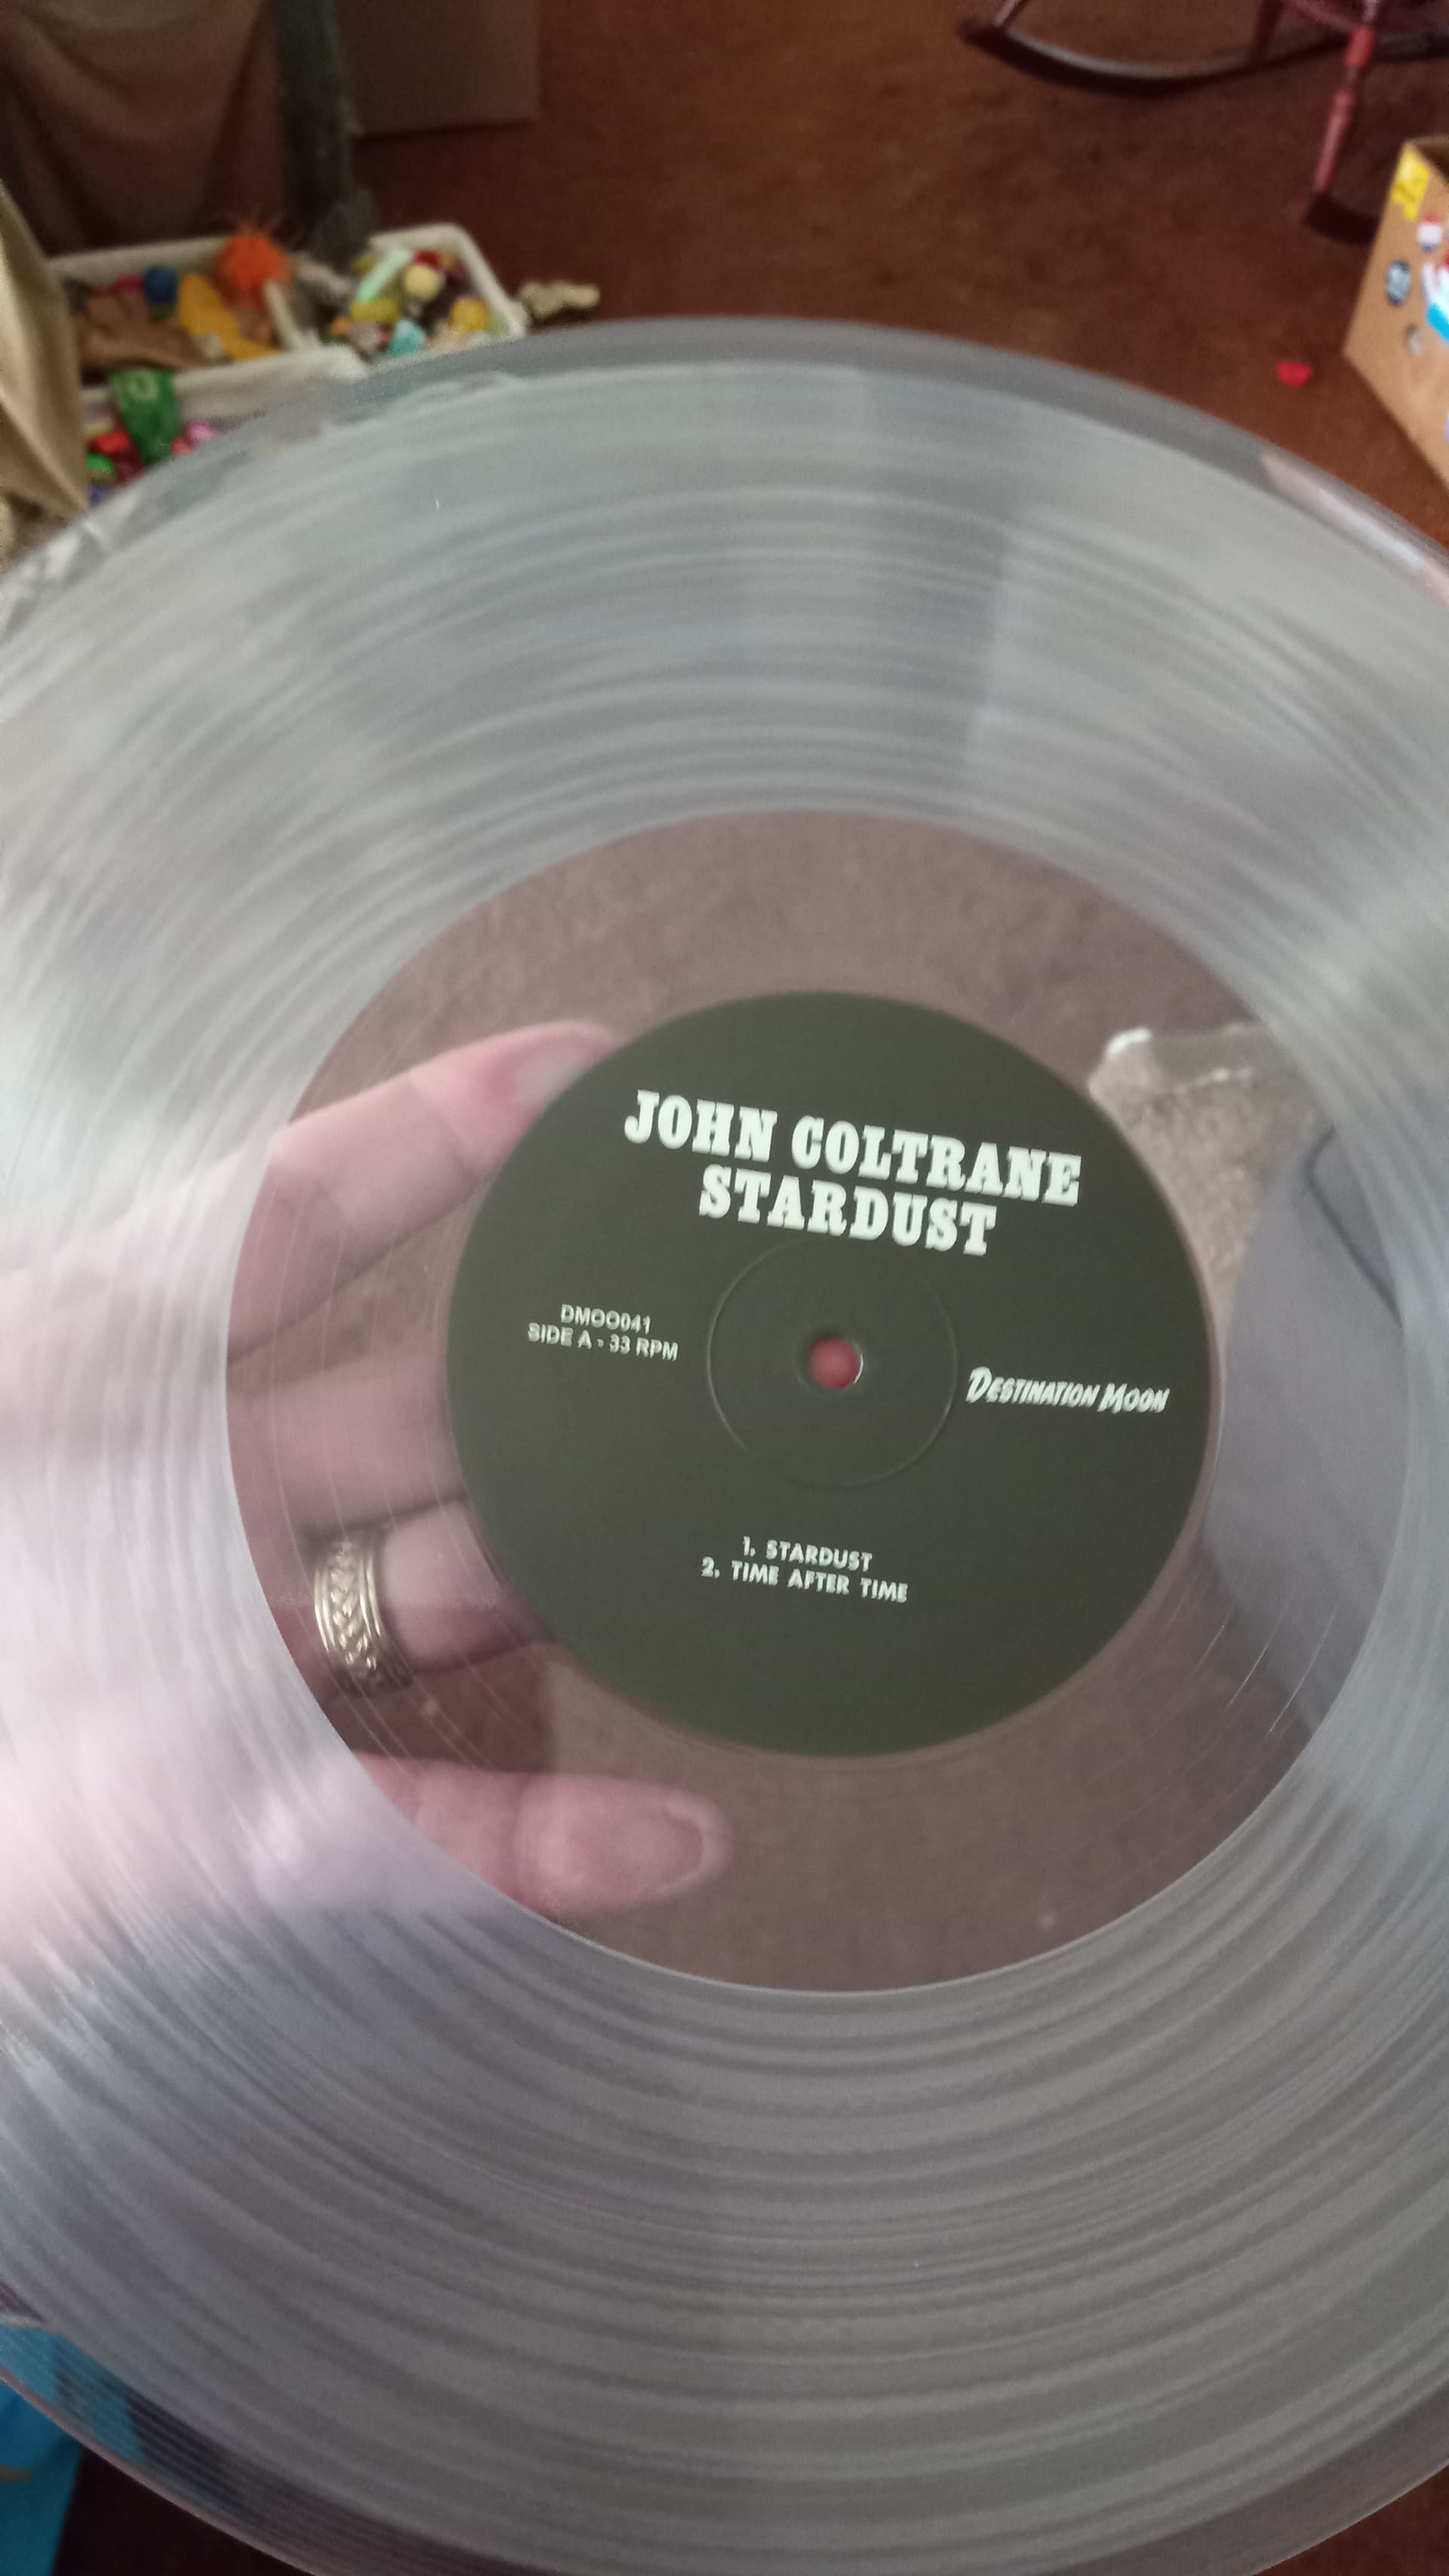 JOHN COLTRANE
STARDUST
DMOO041
SIDE A - 33 RPM
DESTINATION MOON
1. STARDUST
2. TIME AFTER TIME